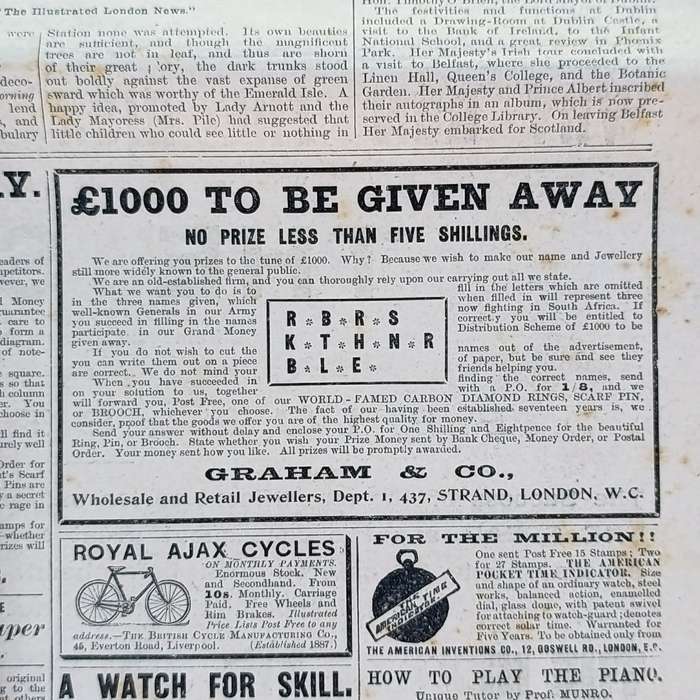 "The Illustrated London News."
were
deco-
orning
lend
s, and
bulary
Station none was attempted. Its own beauties
are sufficient, and though the magnificent
trees are not in leaf, and thus are shorn
of their great ory, the dark trunks stood
out boldly against the vast expanse of green
sward which was worthy of the Emerald Isle. A
happy idea, promoted by Lady Arnott and the
Lady Mayoress (Mrs. Pile) had suggested that
little children who could see little or nothing in
The festivities and functions at Dublin
included a Drawing-Room at Dublin Castle, a
visit to the Bank of Ireland, to the Infant
National School, and a great review in Phœnix
Park. Her Majesty's Irish tour concluded with
a visit to Belfast, where she proceeded to the
Linen Hall, Queen's College, and the Botanic
Garden. Her Majesty and Prince Albert inscribed
their autographs in an album, which is now pre-
served in the College Library. On leaving Belfast
Her Majesty embarked for Scotland.
£1000 TO BE GIVEN AWAY
NO PRIZE LESS THAN FIVE SHILLINGS.
We are offering you prizes to the tune of £1000. Why? Because we wish to make our name and Jewellery
still more widely known to the general public.
We are an old-established firm, and you can thoroughly rely upon our carrying out all we state.
What we want you to do is to fill in the letters which are omitted
in the three names given, which when filled in will represent three
well-known Generals in our Army now fighting in South Africa. If
you succeed in filling in the names correctly you will be entitled to
participate in our Grand Money Distribution Scheme of £1000 to be
given away.
If you do not wish to cut the names out of the advertisement,
you can write them out on a piece of paper, but be sure and see they
are correct. We do not mind your friends helping you.
When you have succeeded in finding the correct names, send
on your solution to us, together with a P.O. for 1/8, and we
R * B * R * S
K * T * H N * R
B * L * E *
will forward you, Post Free, one of our WORLD-FAMED CARBON DIAMOND RINGS, SCARF PIN,
or BROOCH, whichever you choose. The fact of our having been established seventeen years is, we
consider, proof that the goods we offer you are of the highest quality for money.
Send your answer without delay and enclose your P.O. for One Shilling and Eightpence for the beautiful
Ring, Pin, or Brooch. State whether you wish your Prize Money sent by Bank Cheque, Money Order, or Postal
Order. Your money sent how you like. All prizes will be promptly awarded.
GRAHAM & CO.,
Wholesale and Retail Jewellers, Dept. 1, 437, STRAND, LONDON, W.C.
ROYAL AJAX CYCLES
ON MONTHLY PAYMENTS.
Enormous Stock. New
and Secondhand. From
10s. Monthly. Carriage
Paid. Free Wheels and
Rim Brakes. Illustrated
Price Lists Post Free to any
address.—THE BRITISH CYCLE MANUFACTURING CO.,
45, Everton Road, Liverpool. (Established 1887.)
FOR THE MILLION!!
One sent Post Free 15 Stamps; Two
for 27 Stamps. THE AMERICAN
POCKET TIME INDICATOR. Size
and shape of an ordinary watch, steel
works, balanced action, enamelled
dial, glass dome, with patent swivel
for attaching to watch-guard; denotes
correct solar time. Warranted for
Five Years. To be obtained only from
THE AMERICAN INVENTIONS CO., 12, GOSWELL RD., LONDON, E.C.
A WATCH FOR SKILL.
HOW TO PLAY THE PIANO.
Unique Tutor by Prof. MUNRO